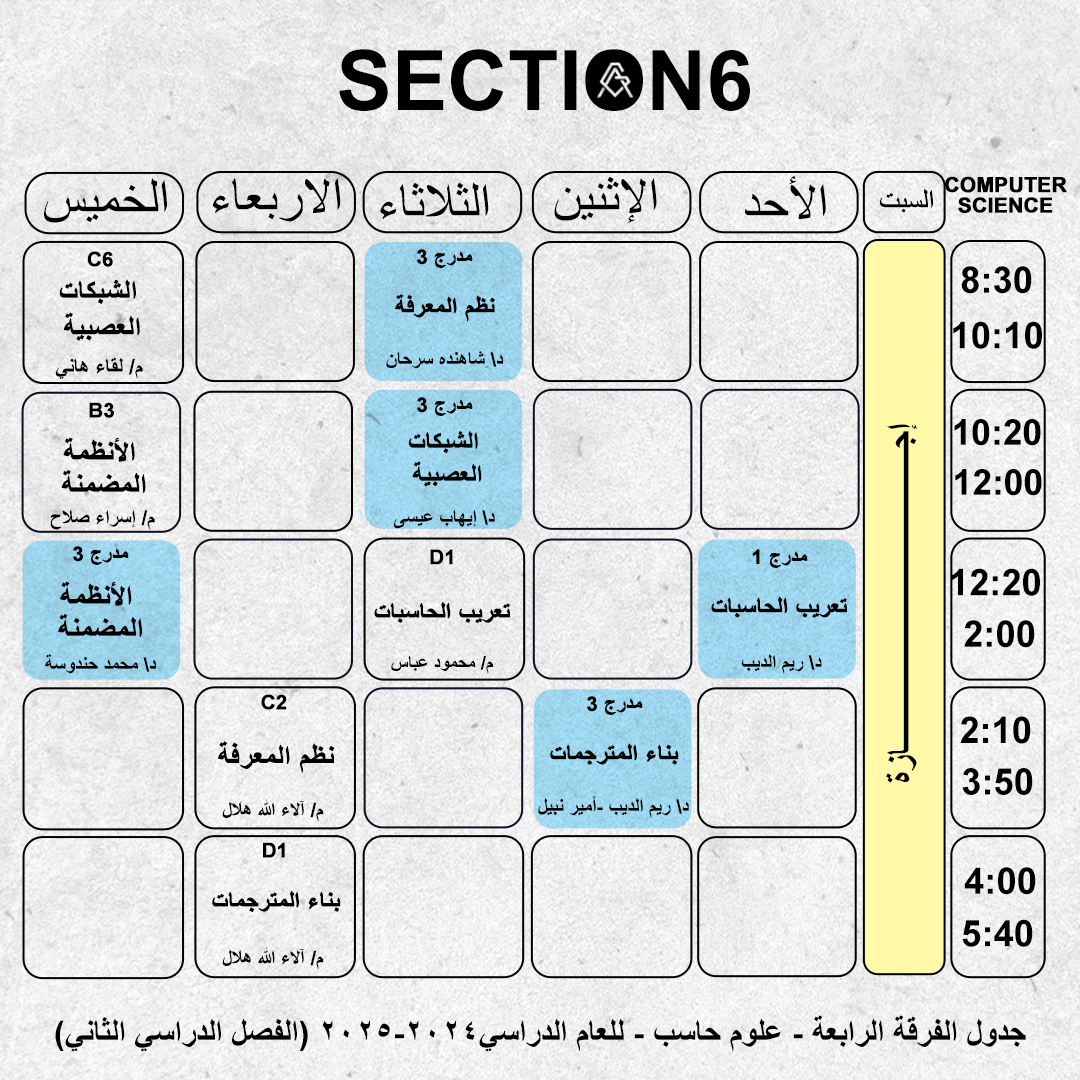 SECTION6
COMPUTER
SCIENCE
السبت
الأحد
الإثنين
الثلاثاء
الاربعاء
الخميس
8:30
10:10
إجـــازة
مدرج 3
نظم المعرفة
د\ شاهنده سرحان
C6
الشبكات
العصبية
م/ لقاء هاني
10:20
12:00
مدرج 3
الشبكات
العصبية
د\ إيهاب عيسى
B3
الأنظمة
المضمنة
م/ إسراء صلاح
12:20
2:00
مدرج 1
تعريب الحاسبات
د\ ريم الديب
D1
تعريب الحاسبات
م/ محمود عباس
مدرج 3
الأنظمة
المضمنة
د\ محمد حندوسة
2:10
3:50
مدرج 3
بناء المترجمات
د\ ريم الديب -أمير نبيل
C2
نظم المعرفة
م/ آلاء الله هلال
4:00
5:40
D1
بناء المترجمات
م/ آلاء الله هلال
جدول الفرقة الرابعة - علوم حاسب - للعام الدراسي٢٠٢٤-٢٠٢٥ (الفصل الدراسي الثاني)